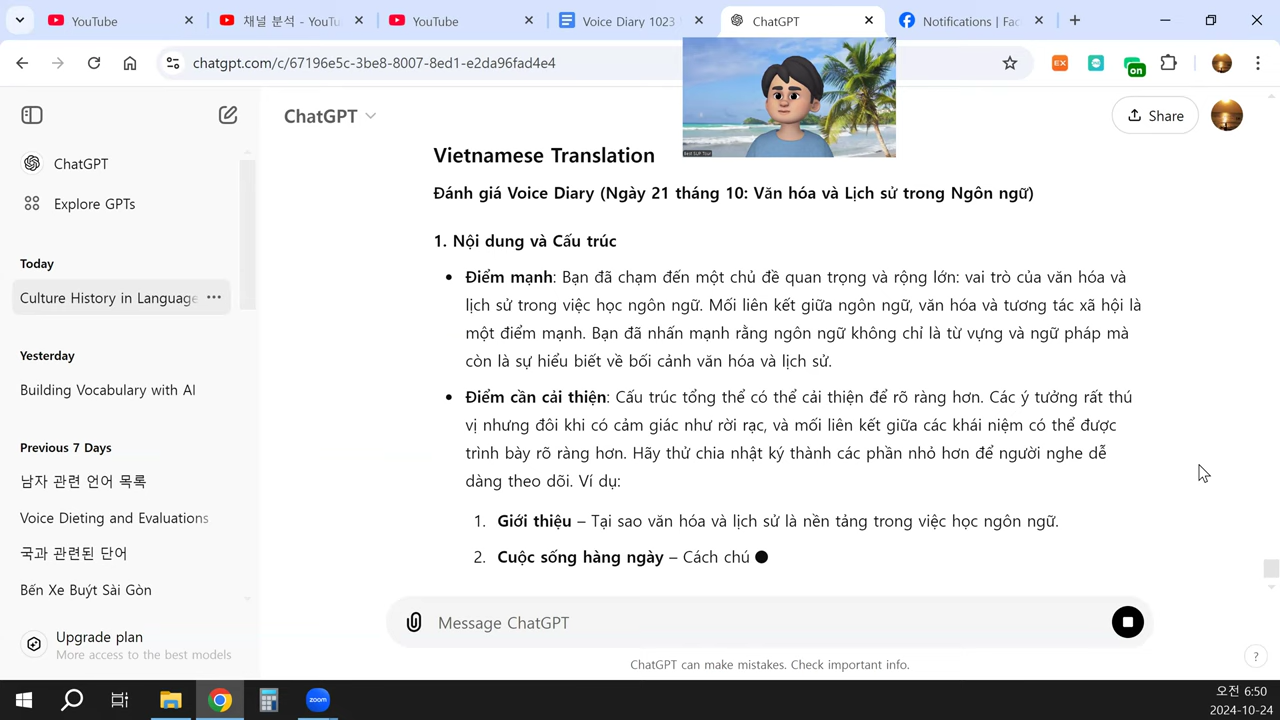 YouTube
채널 분석 - YouTu
YouTube
Voice Diary 1023
ChatGPT
Notifications | Fac
chatgpt.com/c/67196e5c-3be8-8007-8ed1-e2da96fad4e4
EX
on
ChatGPT
Share
ChatGPT
Explore GPTs
Today
Culture History in Language
Yesterday
Building Vocabulary with AI
Previous 7 Days
남자 관련 언어 목록
Voice Dieting and Evaluations
국과 관련된 단어
Bến Xe Buýt Sài Gòn
Upgrade plan
More access to the best models
Vietnamese Translation
Đánh giá Voice Diary (Ngày 21 tháng 10: Văn hóa và Lịch sử trong Ngôn ngữ)
1. Nội dung và Cấu trúc
Điểm mạnh: Bạn đã chạm đến một chủ đề quan trọng và rộng lớn: vai trò của văn hóa và
lịch sử trong việc học ngôn ngữ. Mối liên kết giữa ngôn ngữ, văn hóa và tương tác xã hội là
một điểm mạnh. Bạn đã nhấn mạnh rằng ngôn ngữ không chỉ là từ vựng và ngữ pháp mà
còn là sự hiểu biết về bối cảnh văn hóa và lịch sử.
Điểm cần cải thiện: Cấu trúc tổng thể có thể cải thiện để rõ ràng hơn. Các ý tưởng rất thú
vị nhưng đôi khi có cảm giác như rời rạc, và mối liên kết giữa các khái niệm có thể được
trình bày rõ ràng hơn. Hãy thử chia nhật ký thành các phần nhỏ hơn để người nghe dễ
dàng theo dõi. Ví dụ:
1. Giới thiệu – Tại sao văn hóa và lịch sử là nền tảng trong việc học ngôn ngữ.
2. Cuộc sống hàng ngày – Cách chú
Message ChatGPT
ChatGPT can make mistakes. Check important info.
?
zoom
오전 6:50
2024-10-24